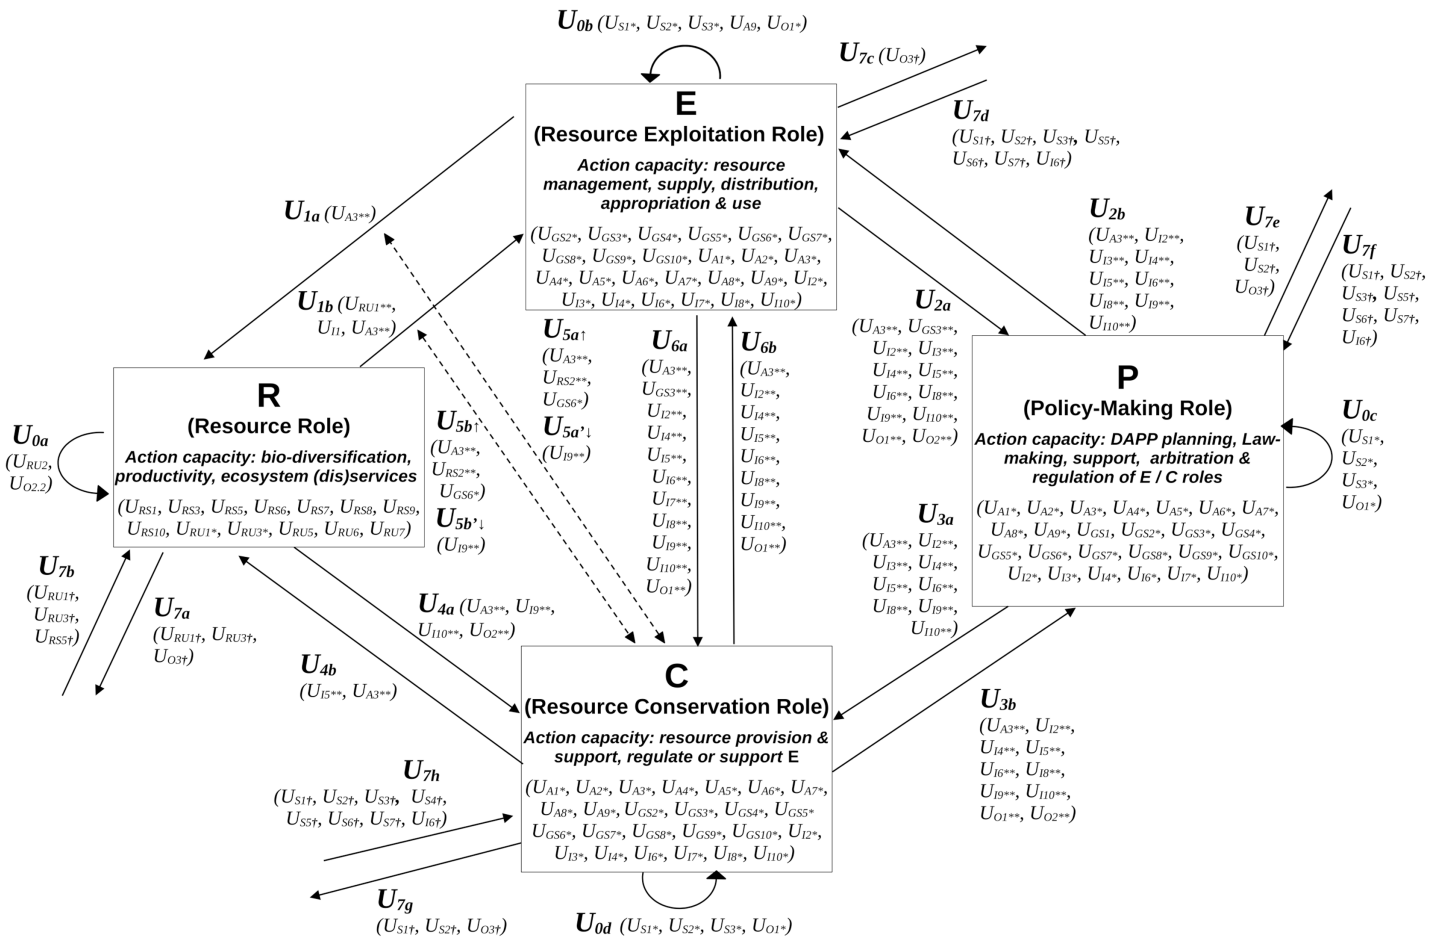 U0b (US1*, US2*, US3*, UA9, UO1*)
U7c (UO3†)
E
(Resource Exploitation Role)
Action capacity: resource
management, supply, distribution,
appropriation & use
(UGS2*, UGS3*, UGS4*, UGS5*, UGS6*, UGS7*,
UGS8*, UGS9*, UGS10*, UA1*, UA2*, UA3*,
UA4*, UA5*, UA6*, UA7*, UA8*, UA9*, UI2*,
UI3*, UI4*, UI6*, UI7*, UI8*, UI10*)
U7d
(US1†, US2†, US3†, US5†,
US6†, US7†, UI6†)
U1a (UA3**)
U1b (URU1**,
UI1, UA3**)
U2b
(UA3**, UI2**,
UI3**, UI4**,
UI5**, UI6**,
UI8**, UI9**,
UI10**)
U7e
(US1†,
US2†,
UO3†)
U7f
(US1†, US2†,
US3†, US5†,
US6†, US7†,
UI6†)
U2a
(UA3**, UGS3**,
UI2**, UI3**,
UI4**, UI5**,
UI6**, UI8**,
UI9**, UI10**,
UO1**, UO2**)
U5a↑
(UA3**,
URS2**,
UGS6*)
U5a’↓
(UI9**)
U6a
(UA3**,
UGS3**,
UI2**,
UI4**,
UI5**,
UI6**,
UI7**,
UI8**,
UI9**,
UI10**,
UO1**)
U6b
(UA3**,
UI2**,
UI4**,
UI5**,
UI6**,
UI8**,
UI9**,
UI10**,
UO1**)
R
(Resource Role)
Action capacity: bio-diversification,
productivity, ecosystem (dis)services
(URS1, URS3, URS5, URS6, URS7, URS8, URS9,
URS10, URU1*, URU3*, URU5, URU6, URU7)
U0a
(URU2,
UO2.2)
U5b↑
(UA3**,
URS2**,
UGS6*)
U5b’↓
(UI9**)
P
(Policy-Making Role)
Action capacity: DAPP planning, Law-
making, support, arbitration &
regulation of E / C roles
(UA1*, UA2*, UA3*, UA4*, UA5*, UA6*, UA7*,
UA8*, UA9*, UGS1, UGS2*, UGS3*, UGS4*,
UGS5*, UGS6*, UGS7*, UGS8*, UGS9*, UGS10*,
UI2*, UI3*, UI4*, UI6*, UI7*, UI10*)
U0c
(US1*,
US2*,
US3*,
UO1*)
U3a
(UA3**, UI2**,
UI3**, UI4**,
UI5**, UI6**,
UI8**, UI9**,
UI10**)
U7b
(URU1†,
URU3†,
URS5†)
U7a
(URU1†, URU3†,
UO3†)
U4a (UA3**, UI9**,
UI10**, UO2**)
U4b
(UI5**, UA3**)
C
(Resource Conservation Role)
Action capacity: resource provision &
support, regulate or support E
(UA1*, UA2*, UA3*, UA4*, UA5*, UA6*, UA7*,
UA8*, UA9*, UGS2*, UGS3*, UGS4*, UGS5*
UGS6*, UGS7*, UGS8*, UGS9*, UGS10*, UI2*,
UI3*, UI4*, UI6*, UI7*, UI8*, UI10*)
U3b
(UA3**, UI2**,
UI4**, UI5**,
UI6**, UI8**,
UI9**, UI10**,
UO1**, UO2**)
U7h
(US1†, US2†, US3†, US4†,
US5†, US6†, US7†, UI6†)
U7g
(US1†, US2†, UO3†)
U0d (US1*, US2*, US3*, UO1*)